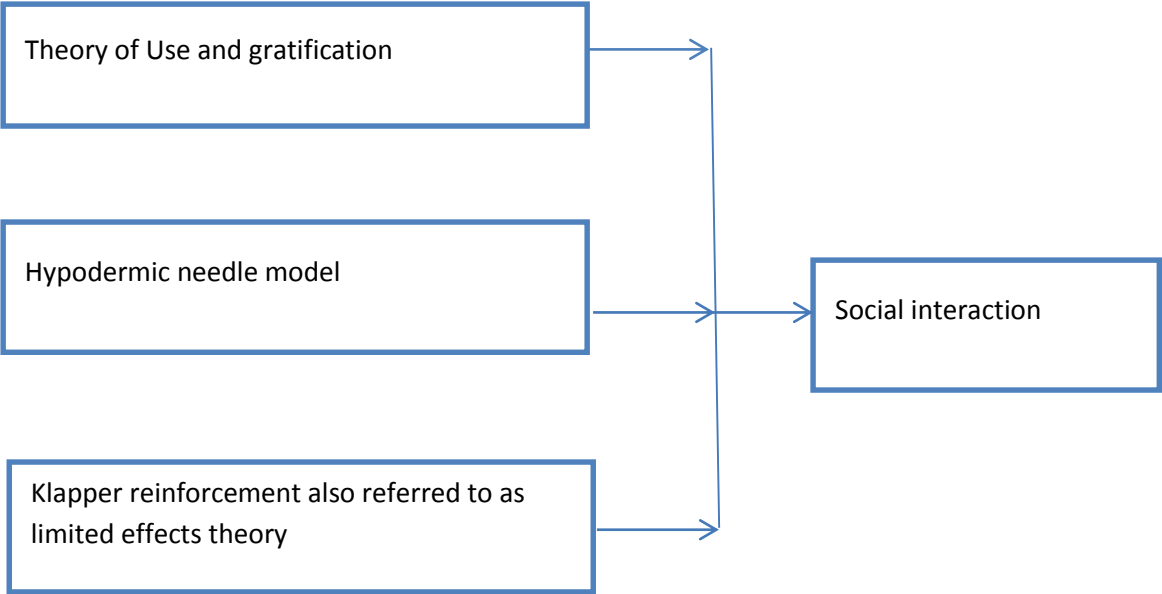 Theory of Use and gratification
Hypodermic needle model
Social interaction
Klapper reinforcement also referred to as
limited effects theory